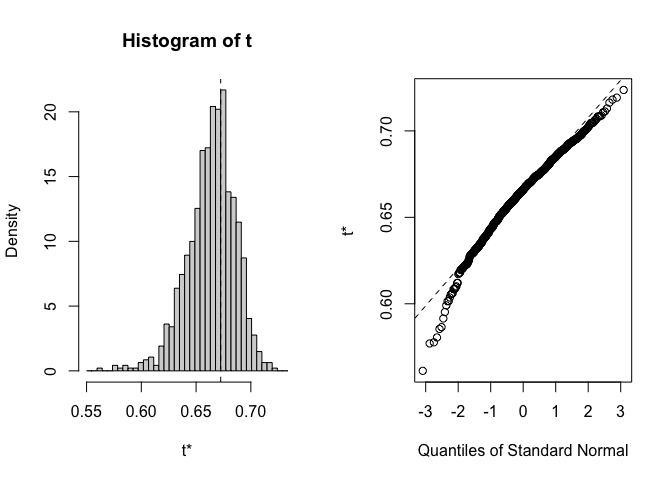 Histogram of t
Density
0
5
10
15
20
0.55 0.60 0.65 0.70
t*
t*
0.60
0.65
0.70
-3 -2 -1 0 1 2 3
Quantiles of Standard Normal